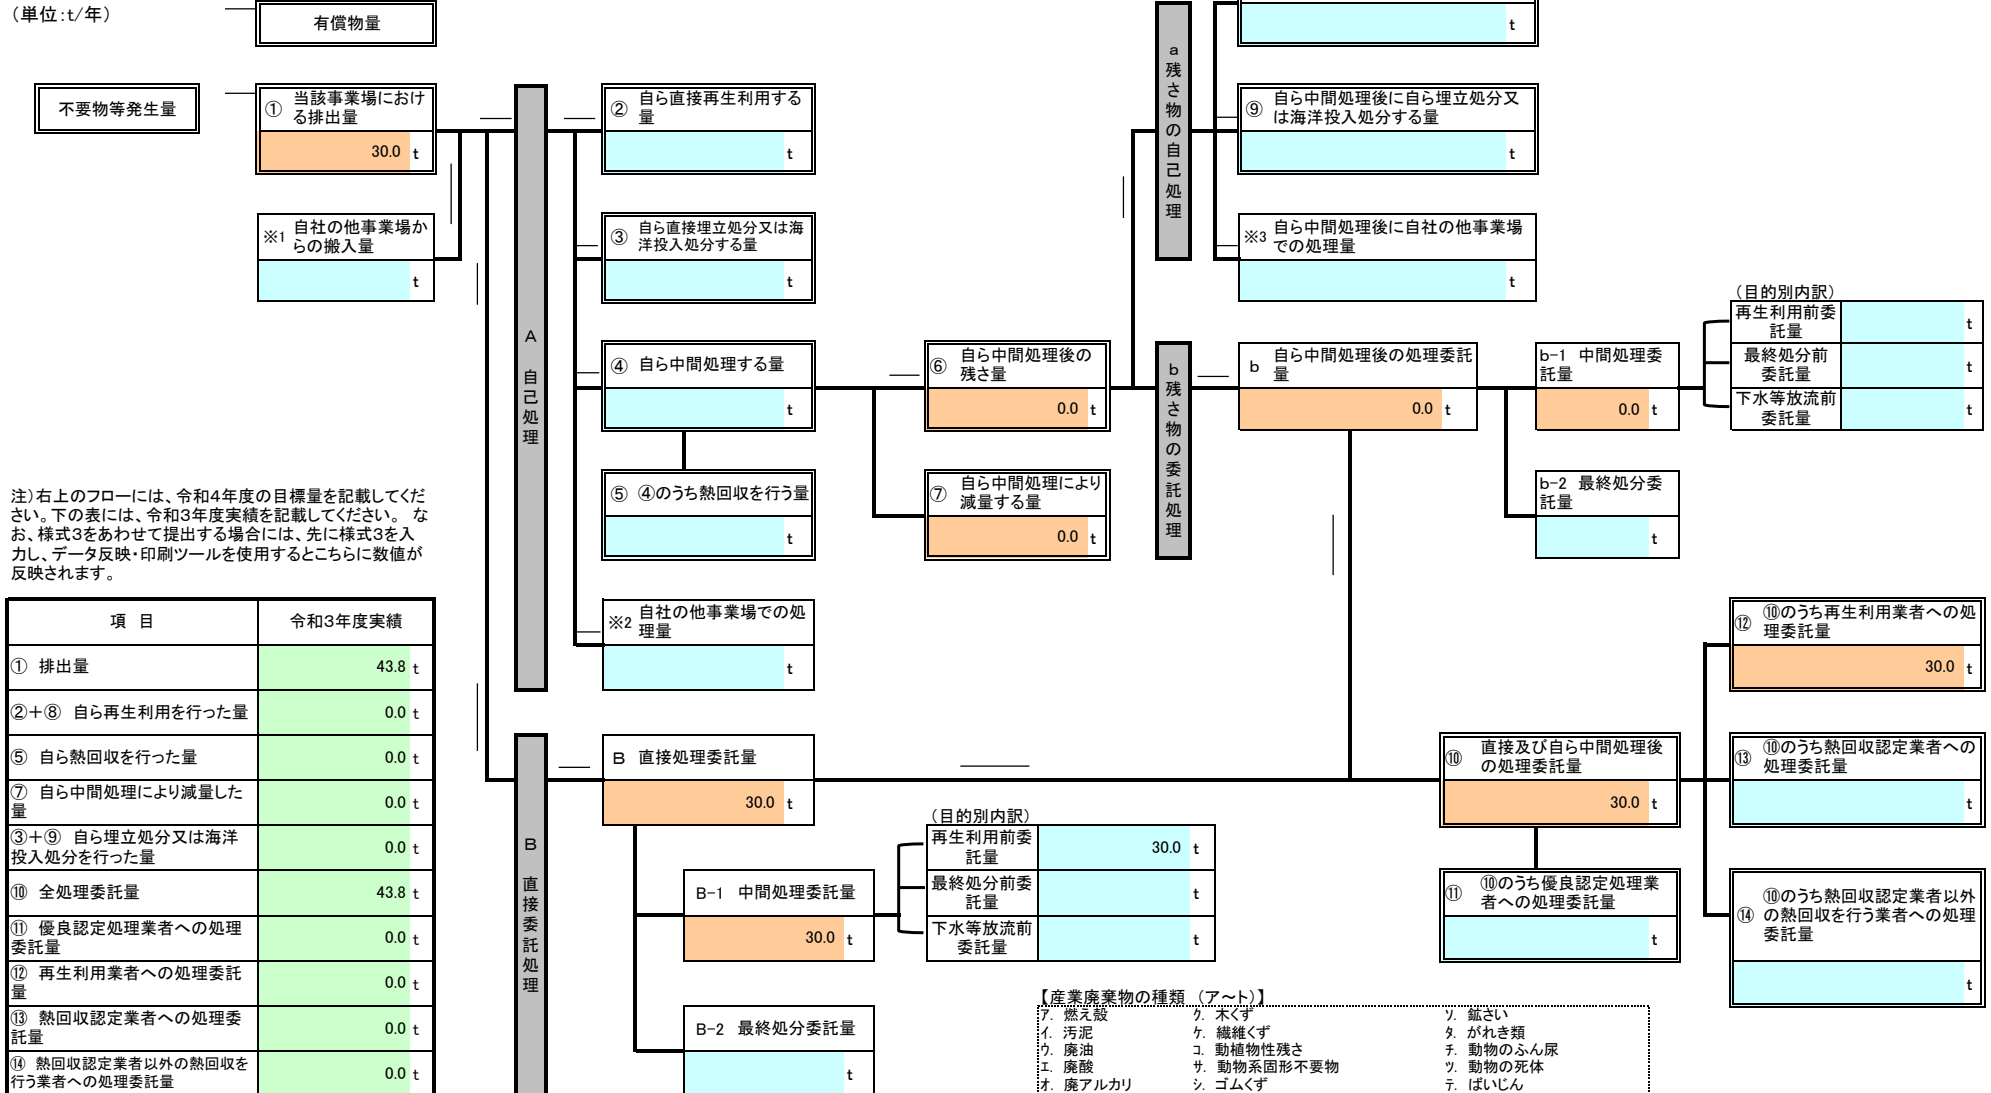 （単位:t/年）
有償物量
t
不要物等発生量
① 当該事業場におけ
る排出量
30.0 t
※1 自社の他事業場か
らの搬入量
t
A 自己処理
② 自ら直接再生利用する
量
t
③ 自ら直接埋立処分又は海
洋投入処分する量
t
④ 自ら中間処理する量
t
⑤ ④のうち熱回収を行う量
t
※2 自社の他事業場での処
理量
t
⑥ 自ら中間処理後の
残さ量
0.0 t
⑦ 自ら中間処理により
減量する量
0.0 t
a 残さ物の自己処理
⑨ 自ら中間処理後に自ら埋立処分又
は海洋投入処分する量
t
※3 自ら中間処理後に自社の他事業場
での処理量
t
b 残さ物の委託処理
b 自ら中間処理後の処理委託
量
0.0 t
b-1 中間処理委
託量
0.0 t
b-2 最終処分委
託量
t
（目的別内訳）
再生利用前委
託量
t
最終処分前
委託量
t
下水等放流前
委託量
t
注）右上のフローには、令和4年度の目標量を記載してくだ
さい。下の表には、令和3年度実績を記載してください。 な
お、様式3をあわせて提出する場合には、先に様式3を入
力し、データ反映・印刷ツールを使用するとこちらに数値が
反映されます。
項 目 令和3年度実績
① 排出量 43.8 t
②＋⑧ 自ら再生利用を行った量 0.0 t
⑤ 自ら熱回収を行った量 0.0 t
⑦ 自ら中間処理により減量した
量 0.0 t
③＋⑨ 自ら埋立処分又は海洋
投入処分を行った量 0.0 t
⑩ 全処理委託量 43.8 t
⑪ 優良認定処理業者への処理
委託量 0.0 t
⑫ 再生利用業者への処理委託
量 0.0 t
⑬ 熱回収認定業者への処理委
託量 0.0 t
⑭ 熱回収認定業者以外の熱回収を
行う業者への処理委託量 0.0 t
B 直接委託処理
B 直接処理委託量
30.0 t
B-1 中間処理委託量
30.0 t
B-2 最終処分委託量
t
（目的別内訳）
再生利用前委
託量
30.0 t
最終処分前委
託量
t
下水等放流前
委託量
t
⑩ 直接及び自ら中間処理後
の処理委託量
30.0 t
⑪ ⑩のうち優良認定処理業
者への処理委託量
t
⑫ ⑩のうち再生利用業者への処
理委託量
30.0 t
⑬ ⑩のうち熱回収認定業者への
処理委託量
t
⑭ ⑩のうち熱回収認定業者以外
の熱回収を行う業者への処理
委託量
t
【産業廃棄物の種類 （ア～ト）】
ア. 燃え殻 ク. 木くず ソ. 鉱さい
イ. 汚泥 ケ. 繊維くず タ. がれき類
ウ. 廃油 コ. 動植物性残さ チ. 動物のふん尿
エ. 廃酸 サ. 動物系固形不要物 ツ. 動物の死体
オ. 廃アルカリ シ. ゴムくず テ. ばいじん